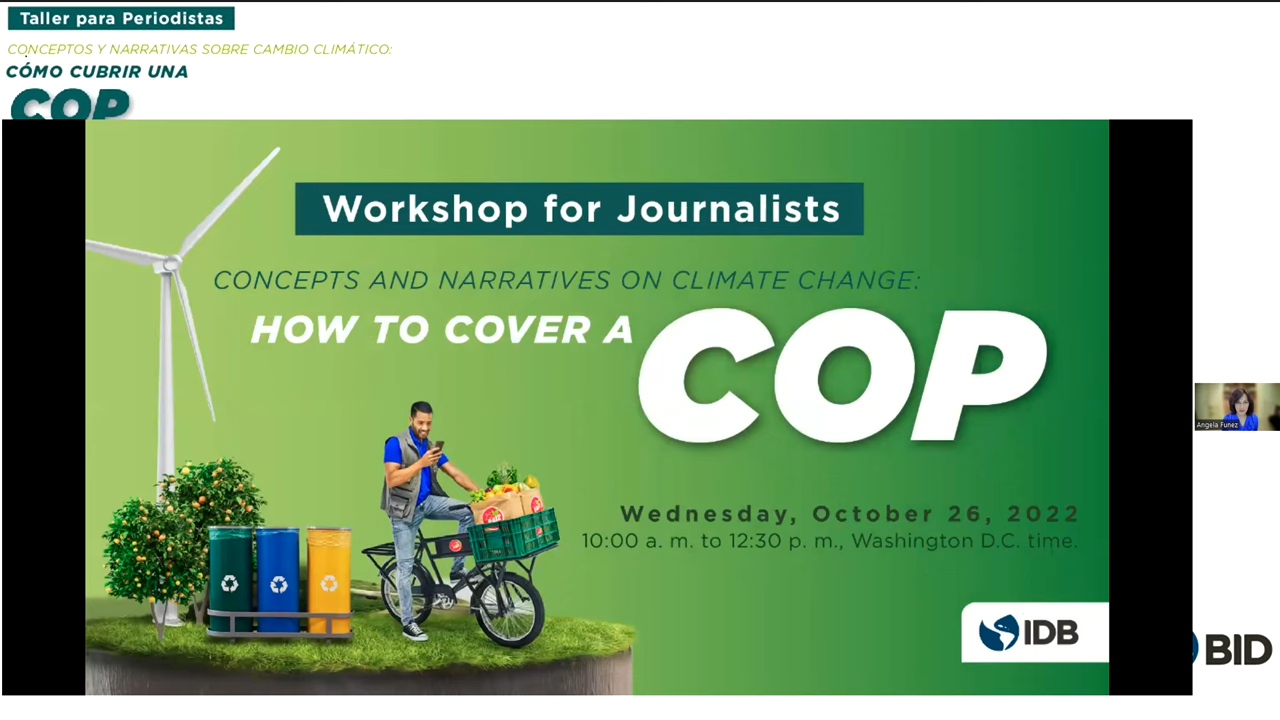 Taller para Periodistas
CONCEPTOS Y NARRATIVAS SOBRE CAMBIO CLIMÁTICO:
CÓMO CUBRIR UNA
COP
Workshop for Journalists
CONCEPTS AND NARRATIVES ON CLIMATE CHANGE:
HOW TO COVER A
COP
Wednesday, October 26, 2022
10:00 a. m. to 12:30 p. m., Washington D.C. time.
IDB
Angela Funez
BID